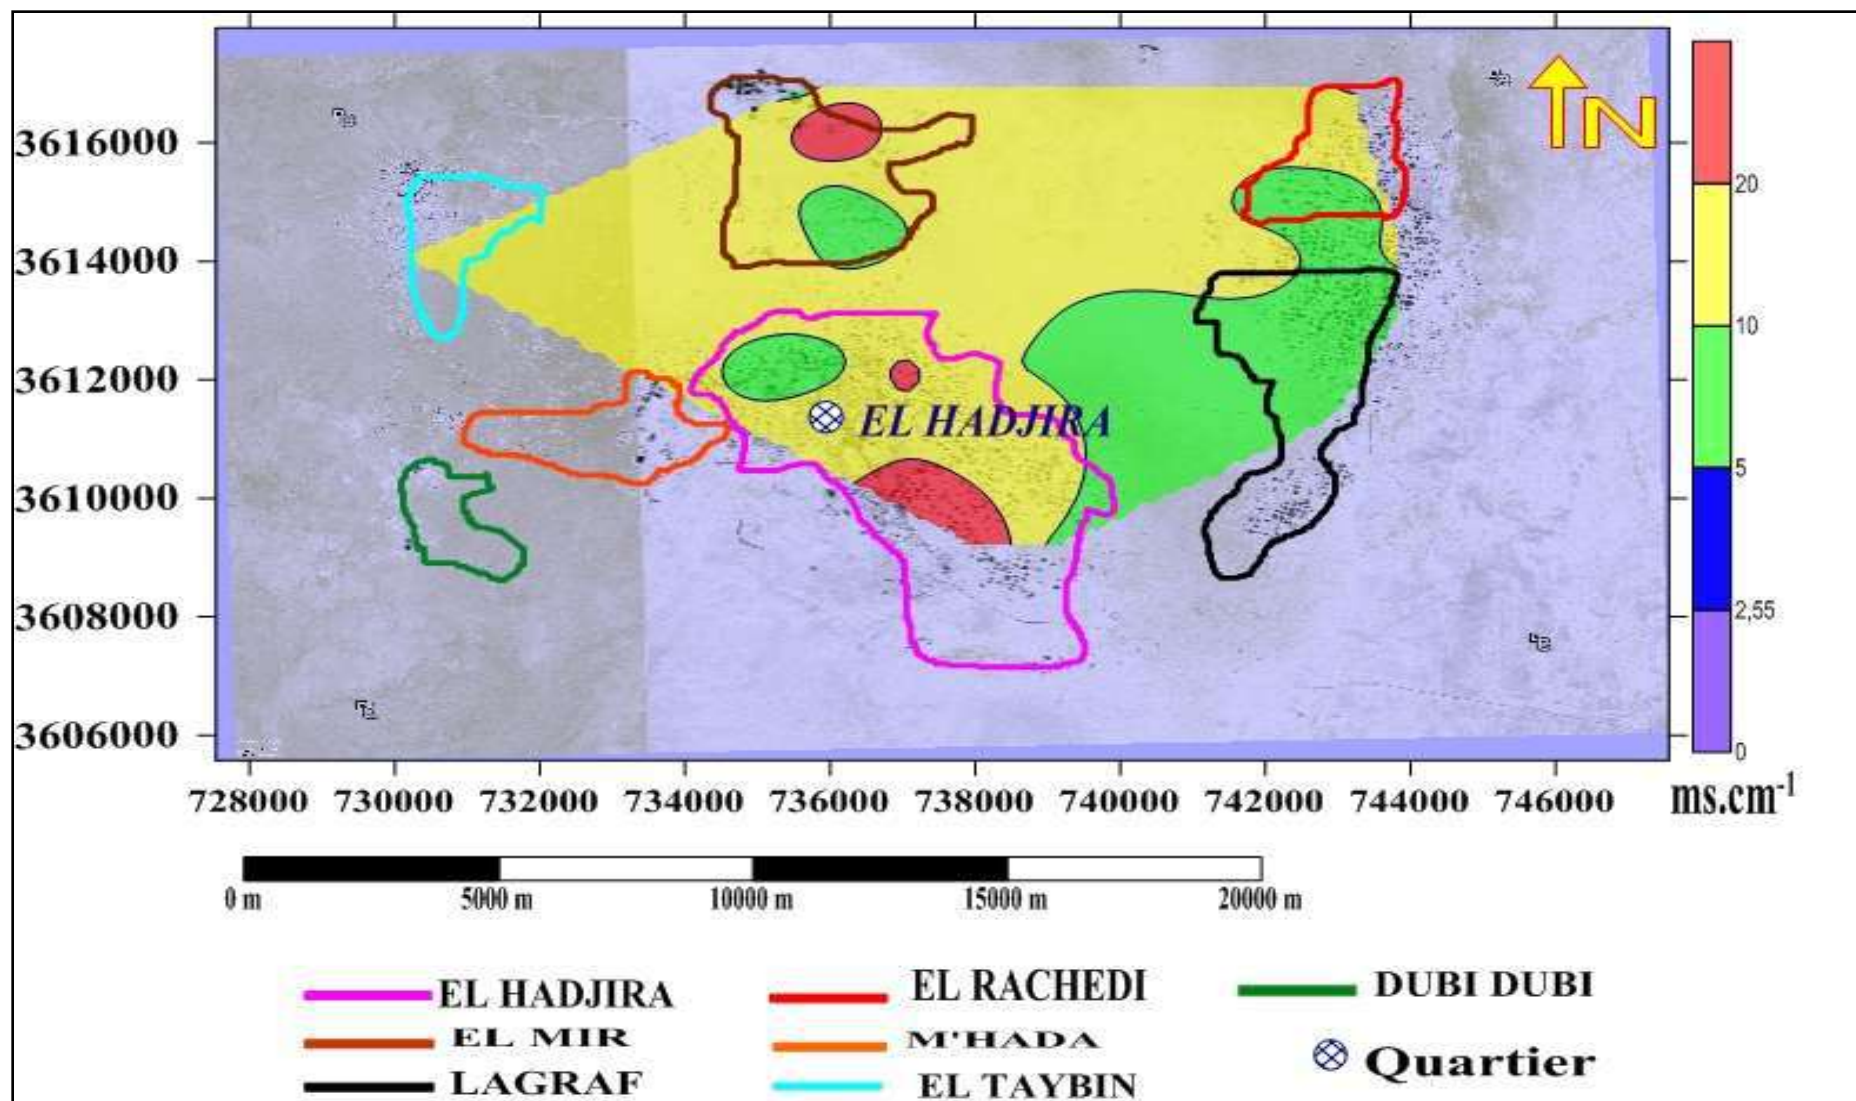 N
3616000
3614000
3612000
3610000
3608000
3606000
EL HADJIRA
20
10
5
2,55
0
728000 730000 732000 734000 736000 738000 740000 742000 744000 746000 ms.cm-1
0 m 5000 m 10000 m 15000 m 20000 m
EL HADJIRA EL RACHEDI DUBI DUBI
EL MIR M'HADA Quartier
LAGRAF EL TAYBIN